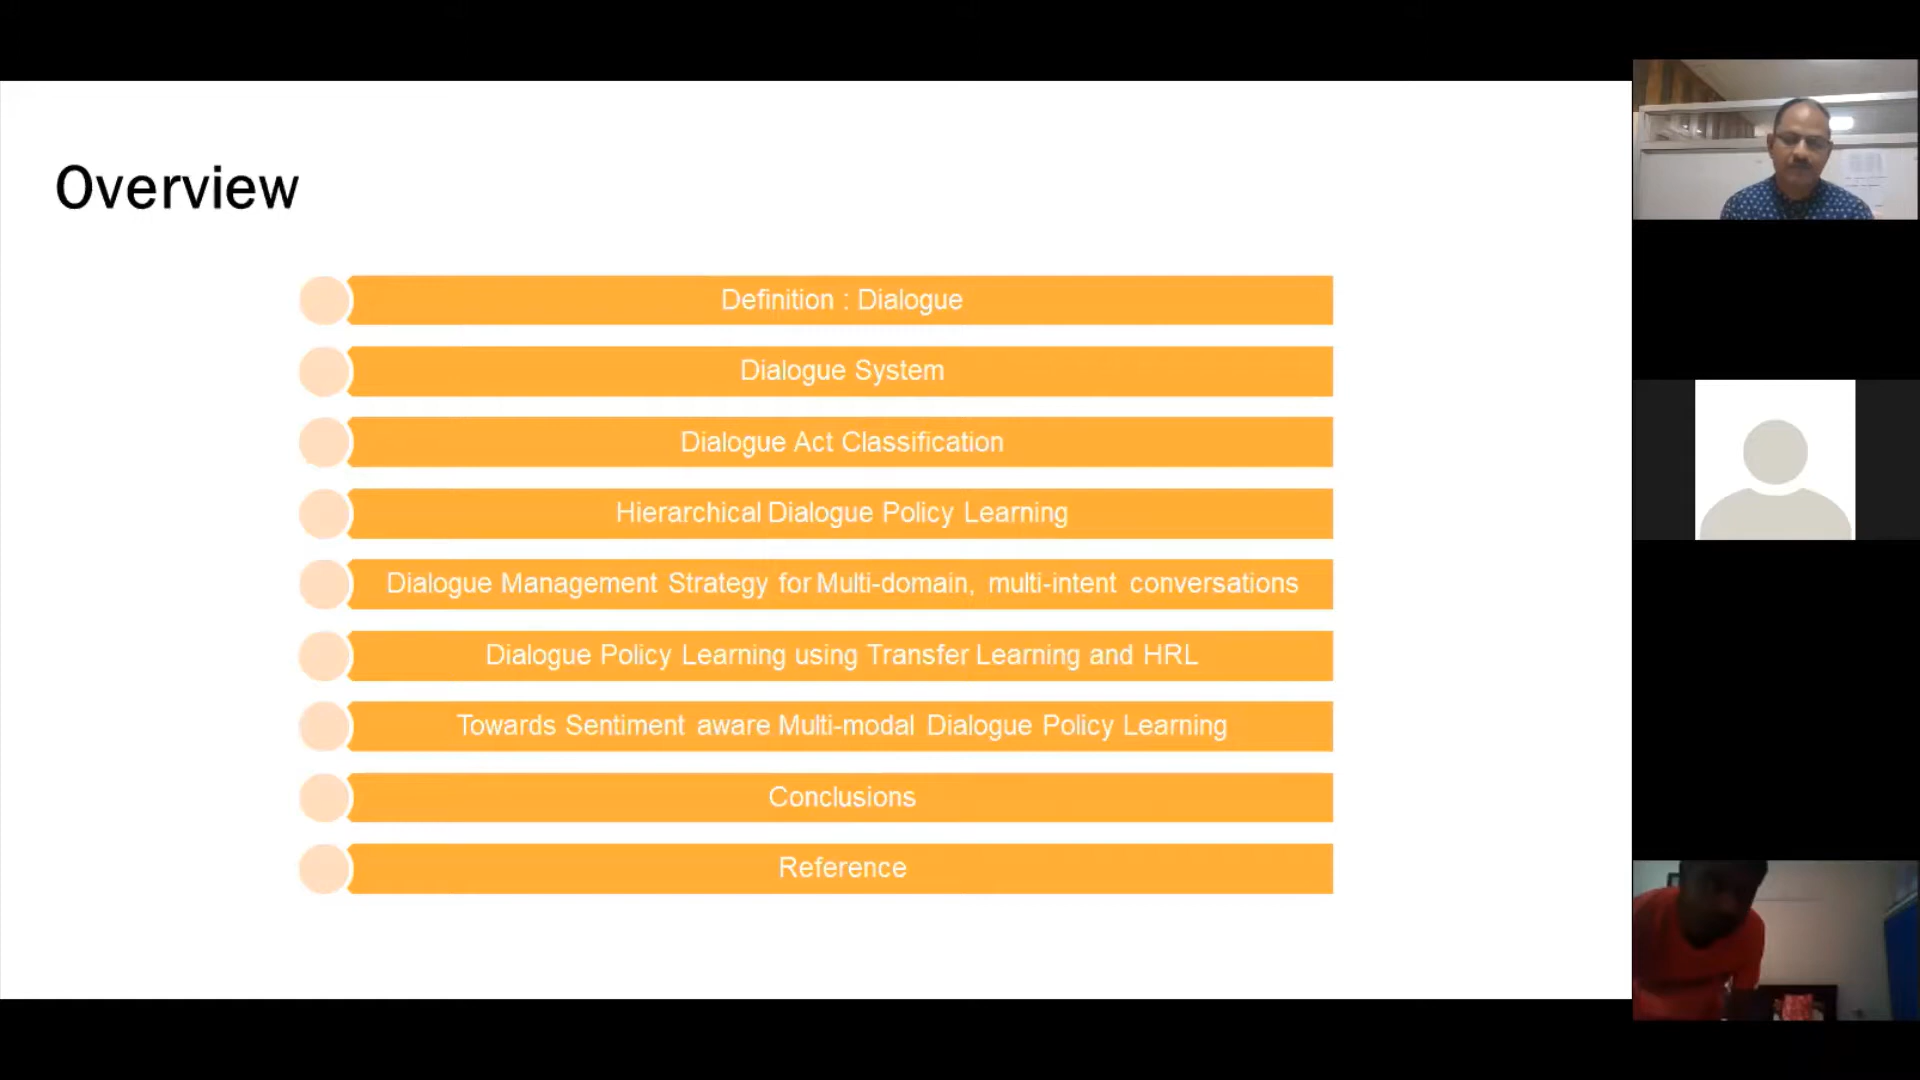 Overview
Definition : Dialogue
Dialogue System
Dialogue Act Classification
Hierarchical Dialogue Policy Learning
Dialogue Management Strategy for Multi-domain, multi-intent conversations
Dialogue Policy Learning using Transfer Learning and HRL
Towards Sentiment aware Multi-modal Dialogue Policy Learning
Conclusions
Reference